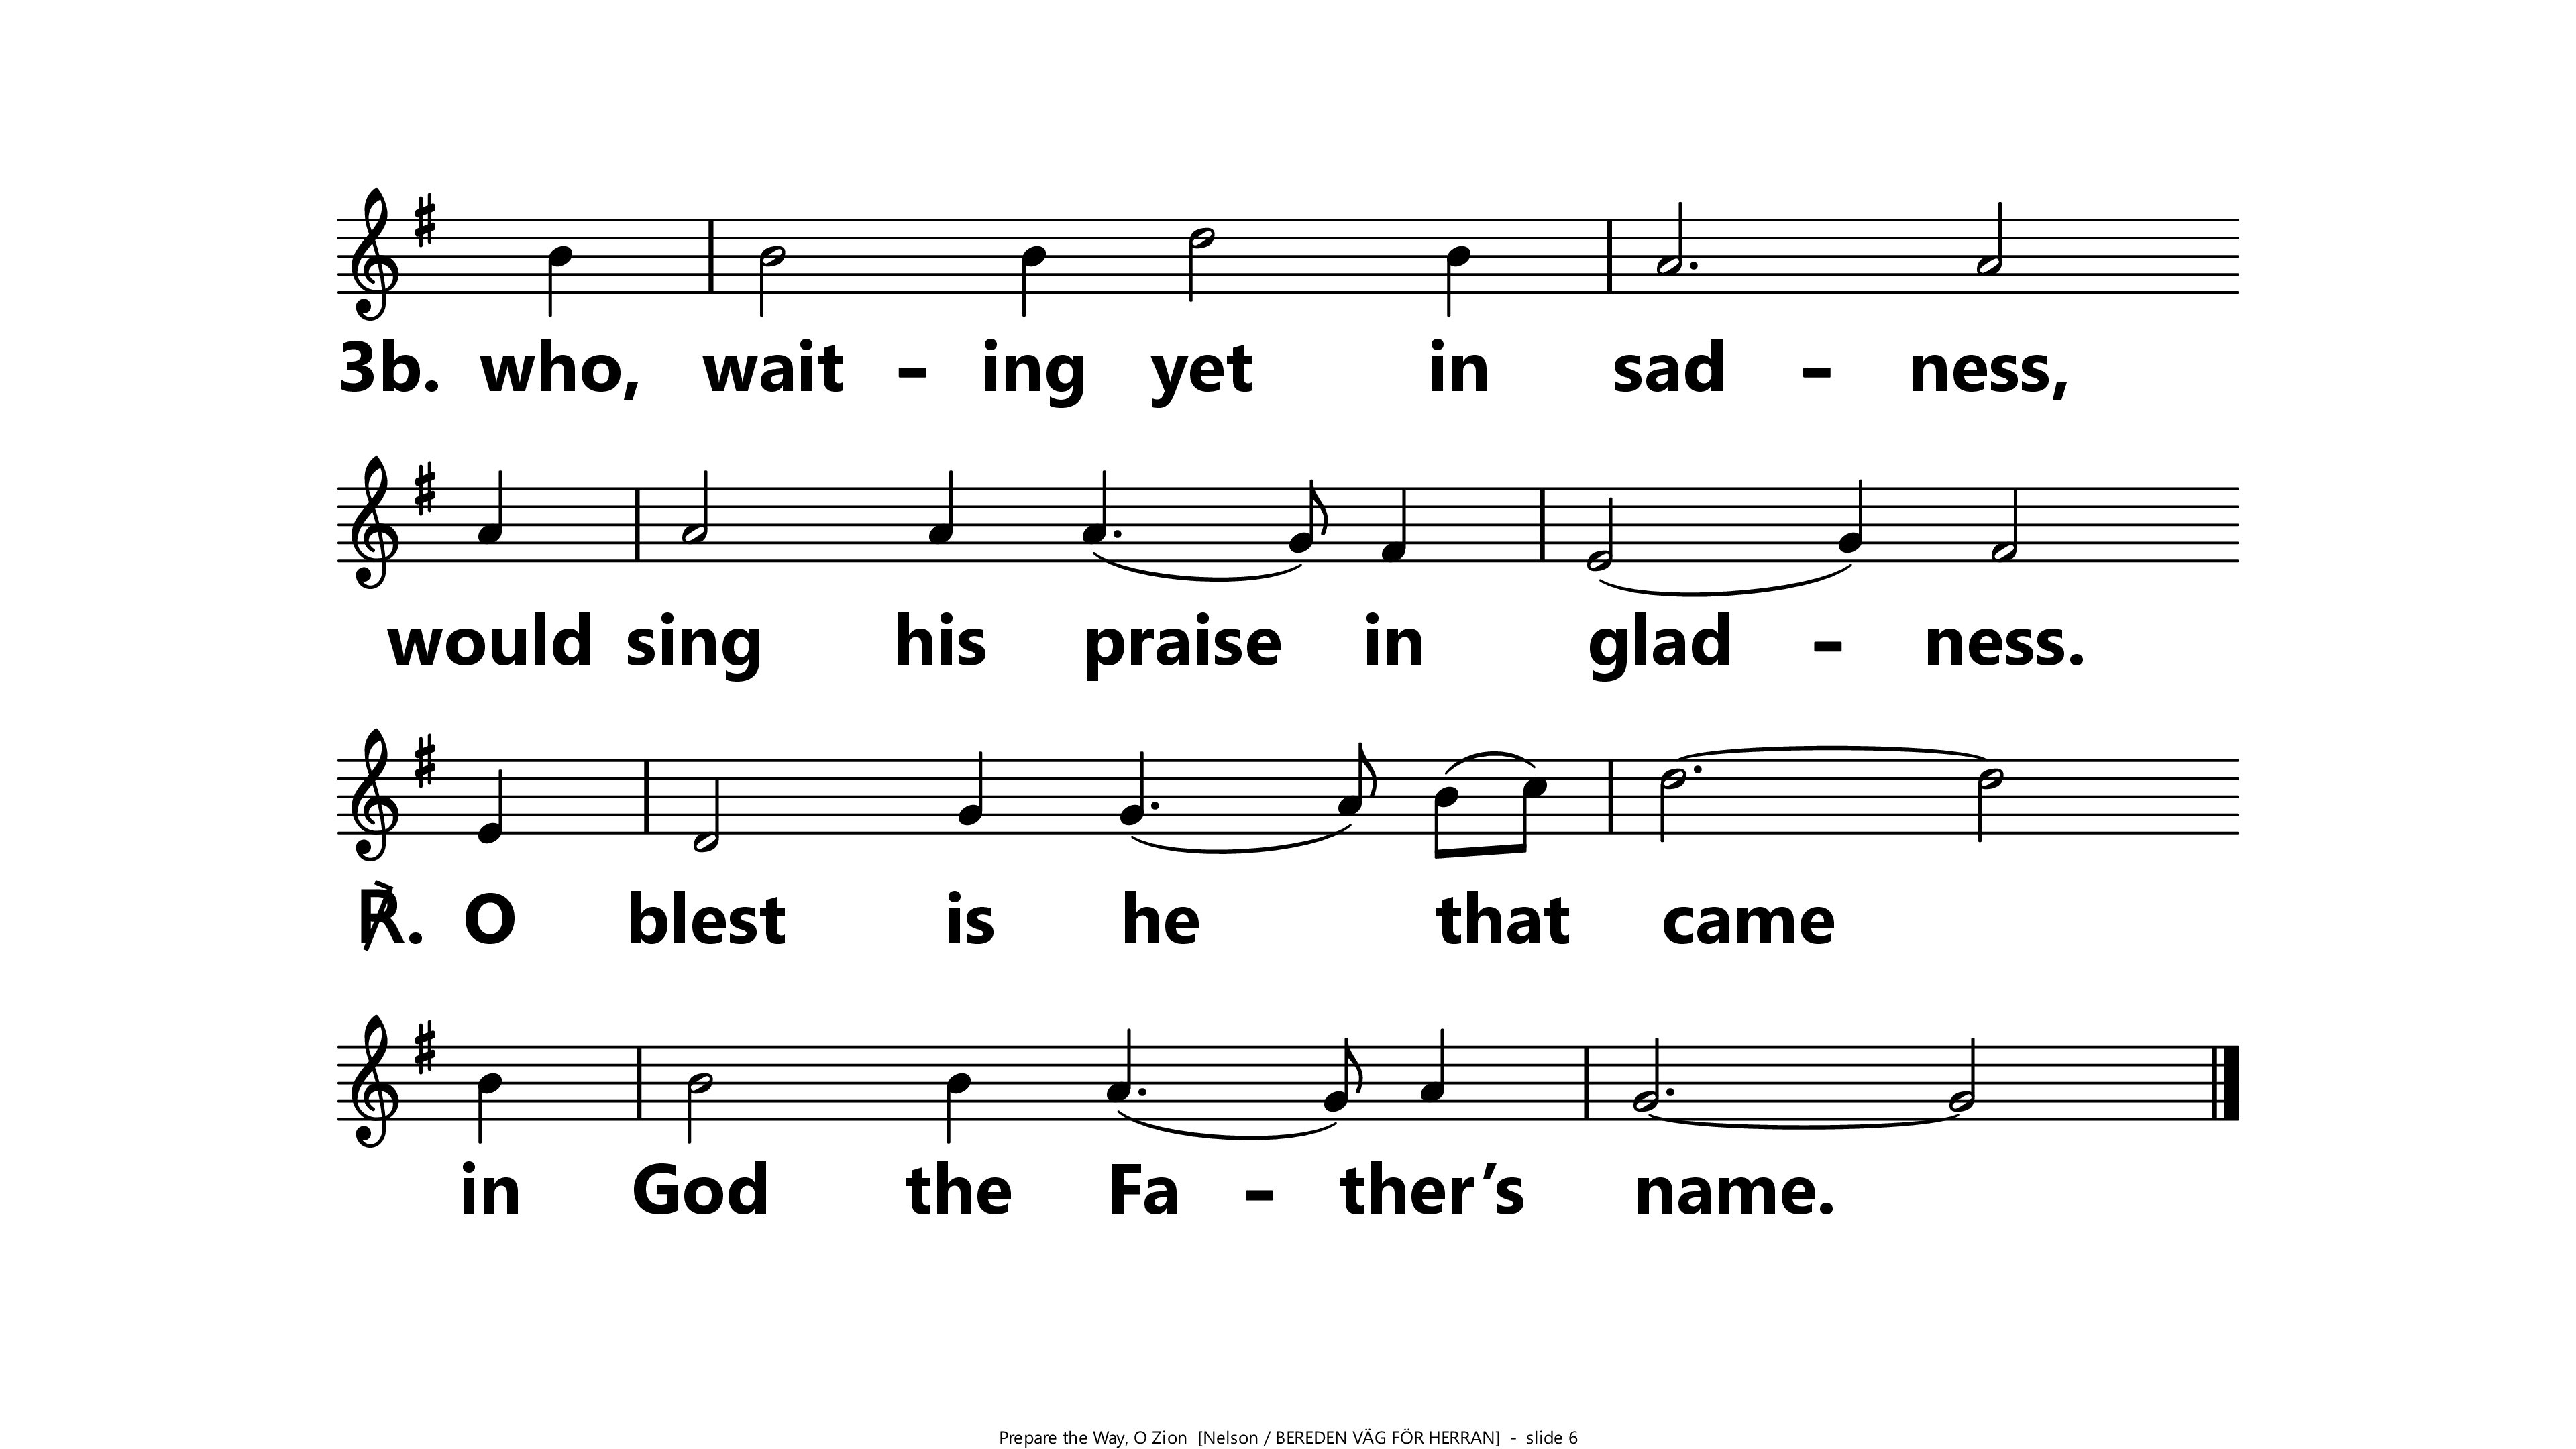 3b. who, wait - ing yet in sad - ness,
would sing his praise in glad - ness.
℟. O blest is he that came
in God the Fa - ther’s name.
Prepare the Way, O Zion [Nelson / BEREDEN VÄG FÖR HERRAN] - slide 6